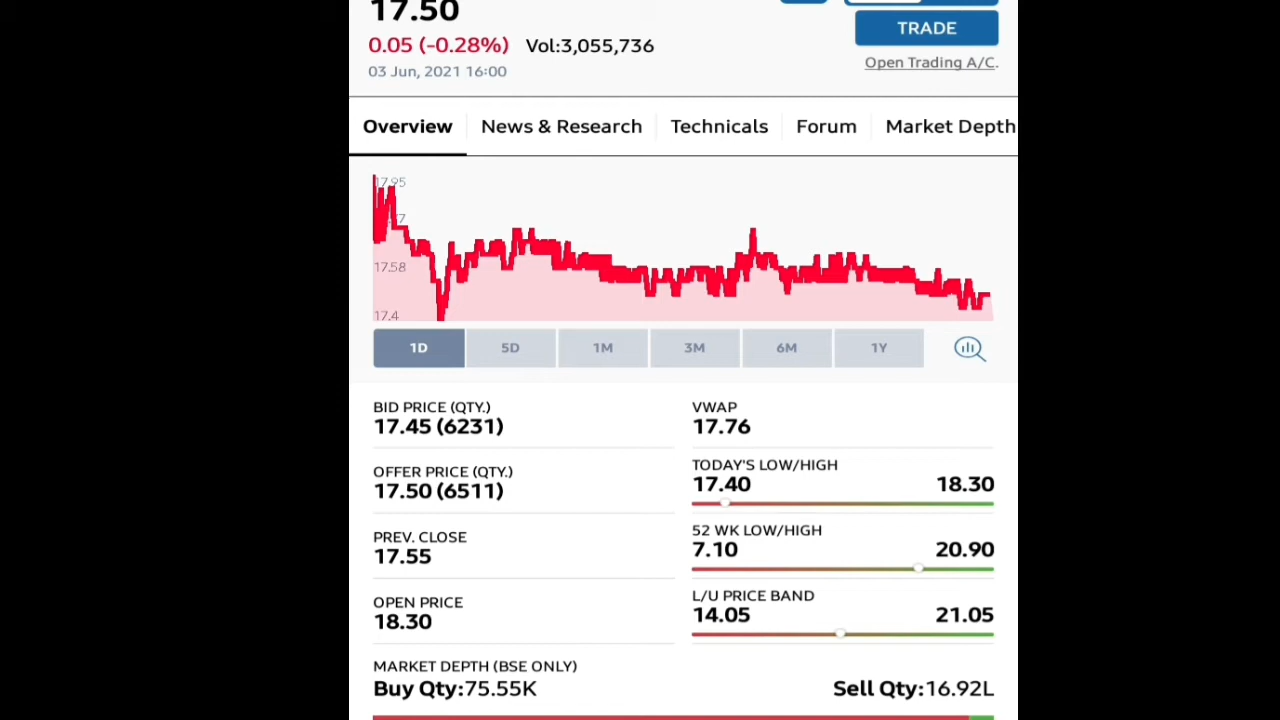 17.50
0.05 (-0.28%) Vol:3,055,736
TRADE
03 Jun, 2021 16:00
Open Trading A/C.
Overview News & Research Technicals Forum Market Depth
17.95
17.58
17.4
1D 5D 1M 3M 6M 1Y
BID PRICE (QTY.)
17.45 (6231)
VWAP
17.76
OFFER PRICE (QTY.)
17.50 (6511)
TODAY'S LOW/HIGH
17.40 18.30
PREV. CLOSE
17.55
52 WK LOW/HIGH
7.10 20.90
OPEN PRICE
18.30
L/U PRICE BAND
14.05 21.05
MARKET DEPTH (BSE ONLY)
Buy Qty:75.55K Sell Qty:16.92L